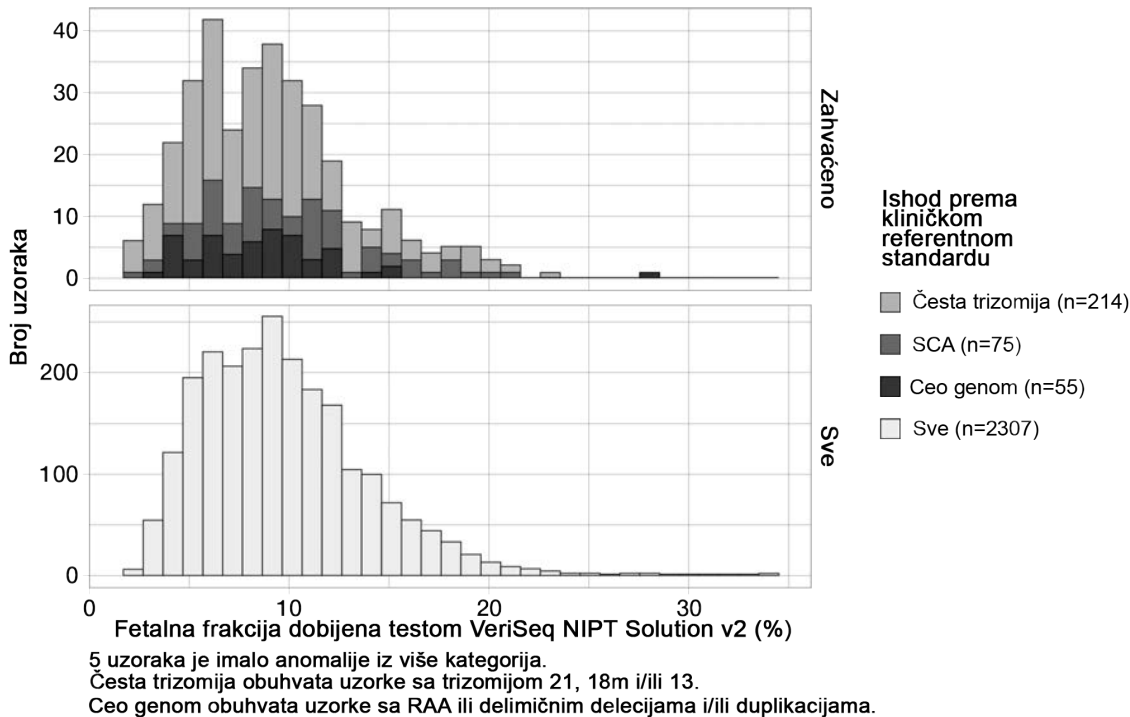 40
30
20
10
0
Zahvaćeno
Broj uzoraka
200
100
0
Sve
0
10
20
30
Fetalna frakcija dobijena testom VeriSeq NIPT Solution v2 (%)
Ishod prema
kliničkom
referentnom
standardu
Česta trizomija (n=214)
SCA (n=75)
Ceo genom (n=55)
Sve (n=2307)
5 uzoraka je imalo anomalije iz više kategorija.
Česta trizomija obuhvata uzorke sa trizomijom 21, 18m i/ili 13.
Ceo genom obuhvata uzorke sa RAA ili delimičnim delecijama i/ili duplikacijama.